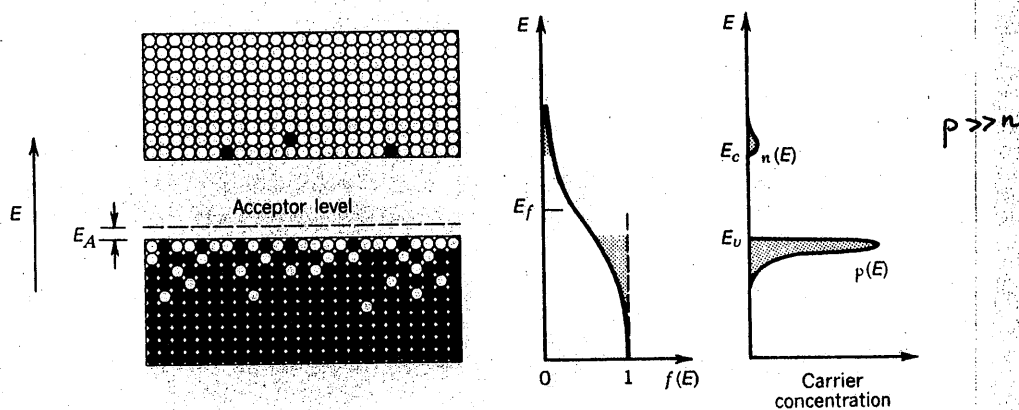 E
Acceptor level
E_A
E
E_f
0
1
f(E)
E
E_c
n(E)
E_v
p(E)
Carrier
concentration
p >> n